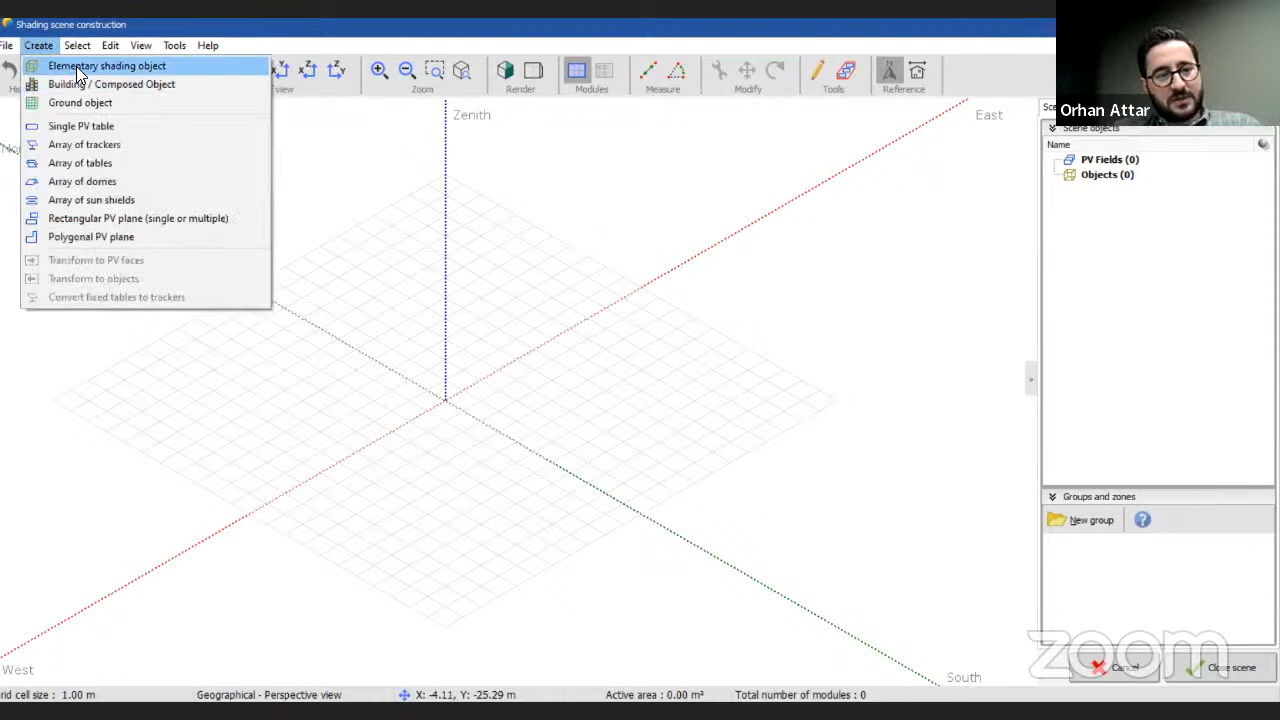 Shading scene construction
File Create Select Edit View Tools Help
Elementary shading object
Building / Composed Object
Ground object
Single PV table
Array of trackers
Array of tables
Array of domes
Array of sun shields
Rectangular PV plane (single or multiple)
Polygonal PV plane
Transform to PV faces
Transform to objects
Convert fixed tables to trackers
view Zoom Render Modules Measure Modify Tools Reference
Zenith
East
West
South
Orhan Attar
Scene objects
Name
PV Fields (0)
Objects (0)
>
Groups and zones
New group
zoom
Cancel Close scene
rid cell size : 1.00 m Geographical - Perspective view X: -4.11, Y: -25.29 m Active area : 0.00 m² Total number of modules : 0